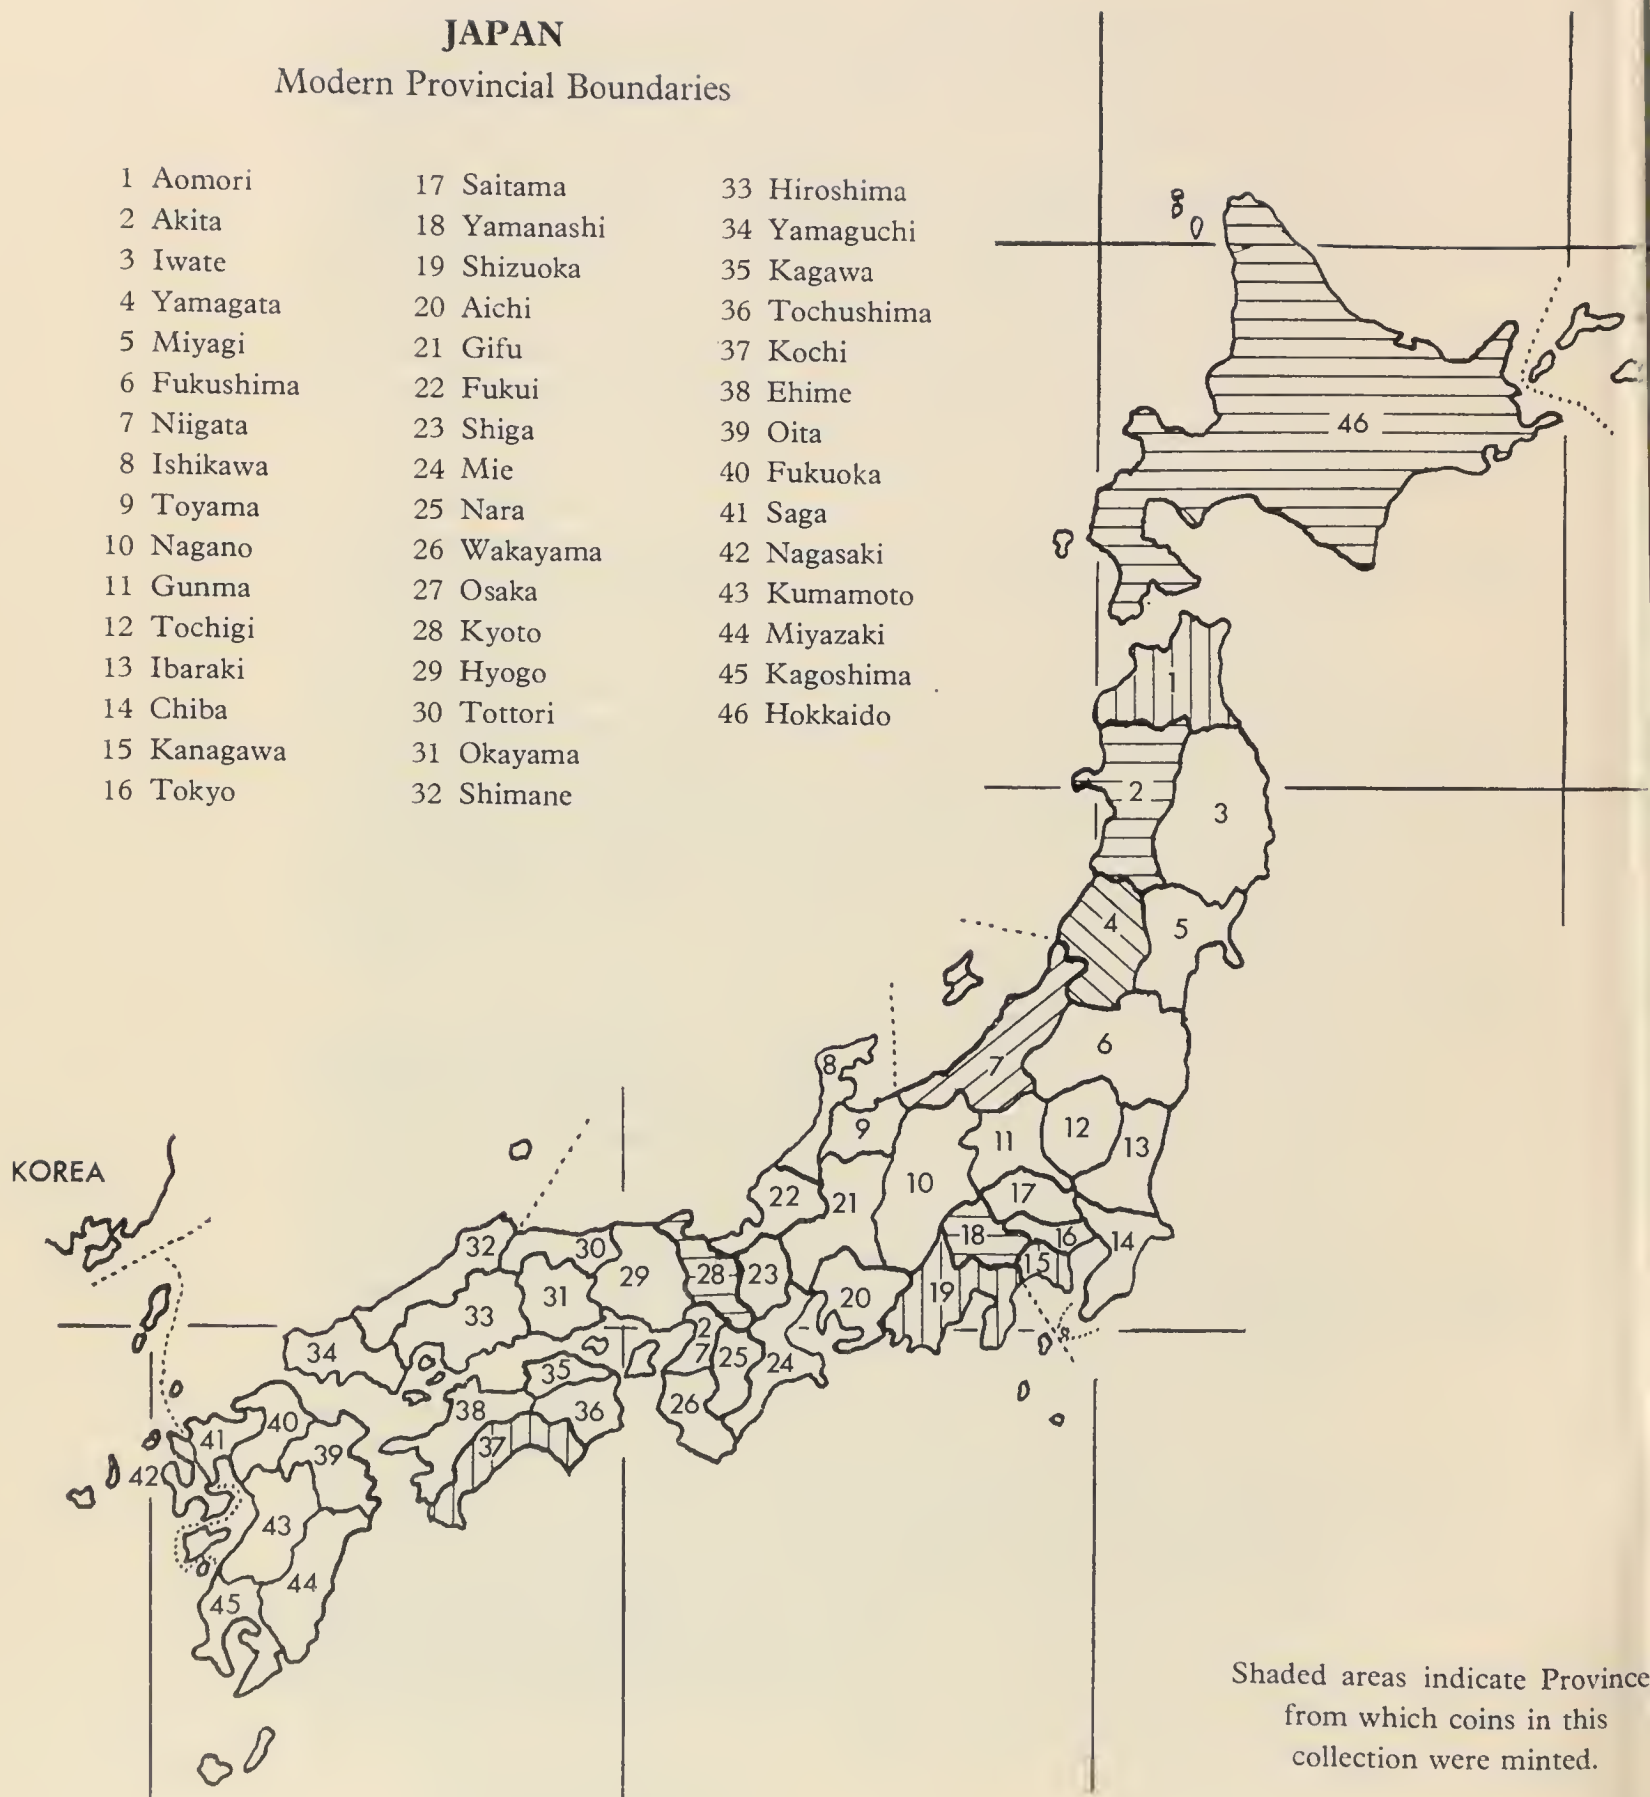 JAPAN
Modern Provincial Boundaries
1 Aomori
2 Akita
3 Iwate
4 Yamagata
5 Miyagi
6 Fukushima
7 Niigata
8 Ishikawa
9 Toyama
10 Nagano
11 Gunma
12 Tochigi
13 Ibaraki
14 Chiba
15 Kanagawa
16 Tokyo
17 Saitama
18 Yamanashi
19 Shizuoka
20 Aichi
21 Gifu
22 Fukui
23 Shiga
24 Mie
25 Nara
26 Wakayama
27 Osaka
28 Kyoto
29 Hyogo
30 Tottori
31 Okayama
32 Shimane
33 Hiroshima
34 Yamaguchi
35 Kagawa
36 Tochushima
37 Kochi
38 Ehime
39 Oita
40 Fukuoka
41 Saga
42 Nagasaki
43 Kumamoto
44 Miyazaki
45 Kagoshima
46 Hokkaido
46
1
2
3
4
5
6
7
8
9
10
11
12
13
14
15
16
17
18
19
20
21
22
23
24
25
26
2
7
28
29
30
31
32
33
34
35
36
37
38
39
40
41
42
43
44
45
KOREA
Shaded areas indicate Province
from which coins in this
collection were minted.